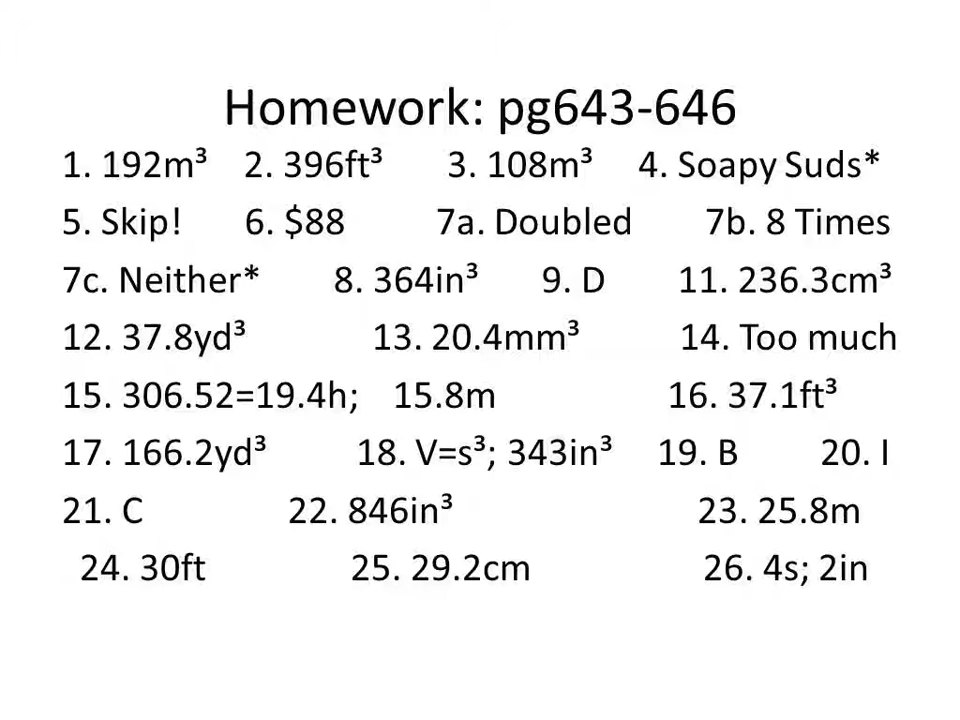 Homework: pg643-646
1. 192m³ 2. 396ft³ 3. 108m³ 4. Soapy Suds*
5. Skip! 6. $88 7a. Doubled 7b. 8 Times
7c. Neither* 8. 364in³ 9. D 11. 236.3cm³
12. 37.8yd³ 13. 20.4mm³ 14. Too much
15. 306.52=19.4h; 15.8m 16. 37.1ft³
17. 166.2yd³ 18. V=s³; 343in³ 19. B 20. I
21. C 22. 846in³ 23. 25.8m
24. 30ft 25. 29.2cm 26. 4s; 2in